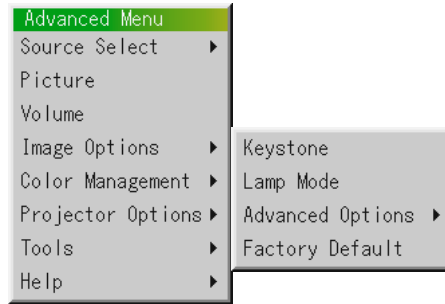 Advanced Menu
Source Select
Picture
Volume
Image Options
Color Management
Projector Options
Tools
Help
Keystone
Lamp Mode
Advanced Options
Factory Default